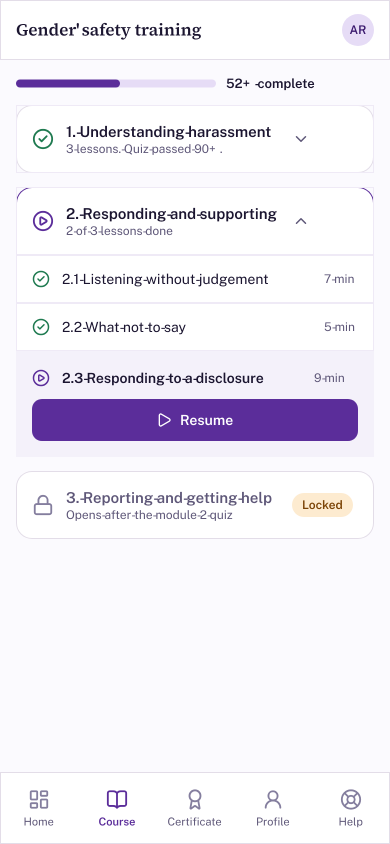 Gender' safety training
AR
52+ -complete
1.-Understanding-harassment
3-lessons.-Quiz-passed-90+ .
2.-Responding-and-supporting
2-of-3-lessons-done
2.1-Listening-without-judgement
7-min
2.2-What-not-to-say
5-min
2.3-Responding-to-a-disclosure
9-min
Resume
3.-Reporting-and-getting-help
Opens-after-the-module-2-quiz
Locked
Home
Course
Certificate
Profile
Help